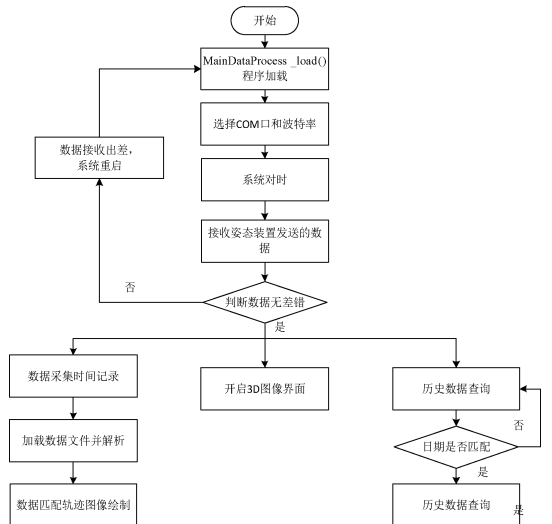 开始
MainDataProcess _load()
程序加载
选择COM口和波特率
数据接收出差，
系统重启
系统对时
接收姿态装置发送的数
据
否
判断数据无差错
是
数据采集时间记录
开启3D图像界面
历史数据查询
加载数据文件并解析
否
日期是否匹配
是
数据匹配轨迹图像绘制
历史数据查询
是